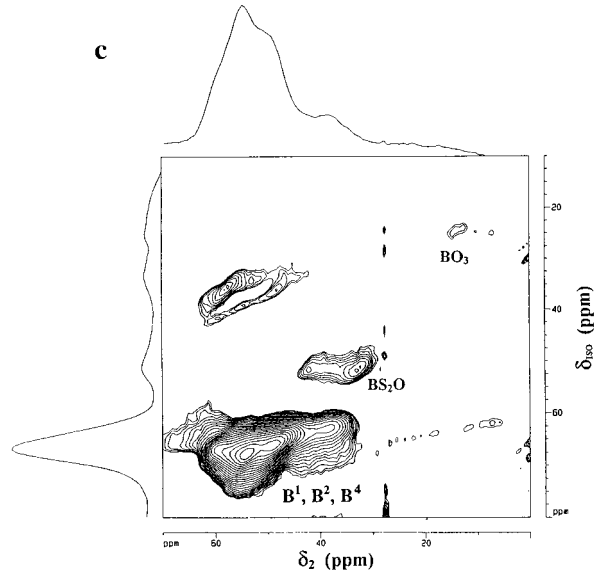 c
20
BO₃
40
δISO (ppm)
BS₂O
60
B¹, B², B⁴
ppm
ppm 60 40 20
δ₂ (ppm)